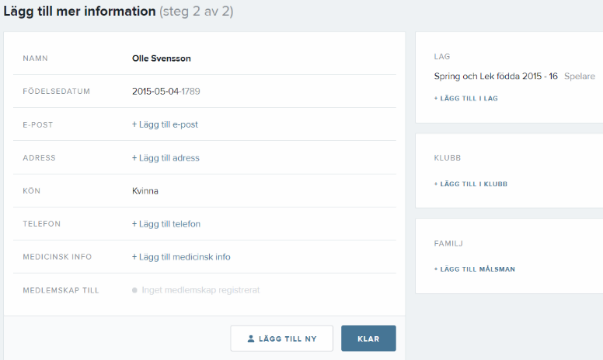 Lägg till mer information (steg 2 av 2)
NAMN Olle Svensson
FÖDELSEDATUM 2015-05-04-1789
E-POST + Lägg till e-post
ADRESS + Lägg till adress
KÖN Kvinna
TELEFON + Lägg till telefon
MEDICINSK INFO + Lägg till medicinsk info
MEDLEMSKAP TILL Inget medlemskap registrerat
LÄGG TILL NY KLAR
LAG
Spring och Lek födda 2015 - 16 Spelare
+ LÄGG TILL I LAG
KLUBB
+ LÄGG TILL I KLUBB
FAMILJ
+ LÄGG TILL MÅLSMAN